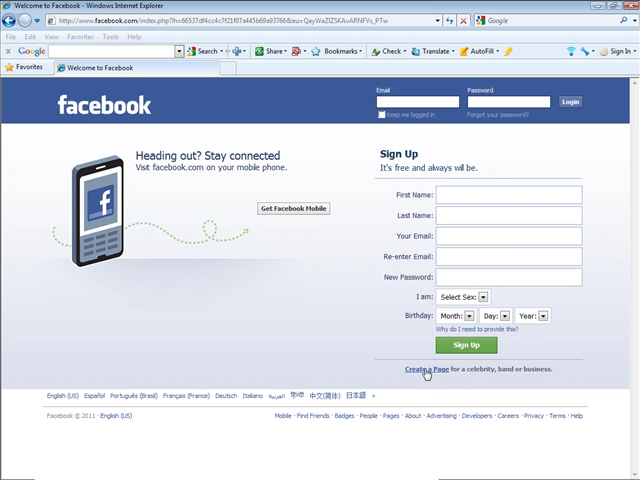 Welcome to Facebook - Windows Internet Explorer
http://www.facebook.com/index.php?lh=66537df4cc4c7f21f07a445b69a93766&eu=QayWaZIZSKAvARNFVs_PTw
Google
File Edit View Favorites Tools Help
Google Search Share Bookmarks Check Translate AutoFill Sign In
Favorites Welcome to Facebook
facebook
Email Password
Login
Keep me logged in Forgot your password?
Heading out? Stay connected
Visit facebook.com on your mobile phone.
Get Facebook Mobile
f
Sign Up
It's free and always will be.
First Name:
Last Name:
Your Email:
Re-enter Email:
New Password:
I am: Select Sex:
Birthday: Month: Day: Year:
Why do I need to provide this?
Sign Up
Create a Page for a celebrity, band or business.
English (US) Español Português (Brasil) Français (France) Deutsch Italiano العربية हिन्दी 中文(简体) 日本語 »
Facebook © 2011 · English (US)
Mobile · Find Friends · Badges · People · Pages · About · Advertising · Developers · Careers · Privacy · Terms · Help